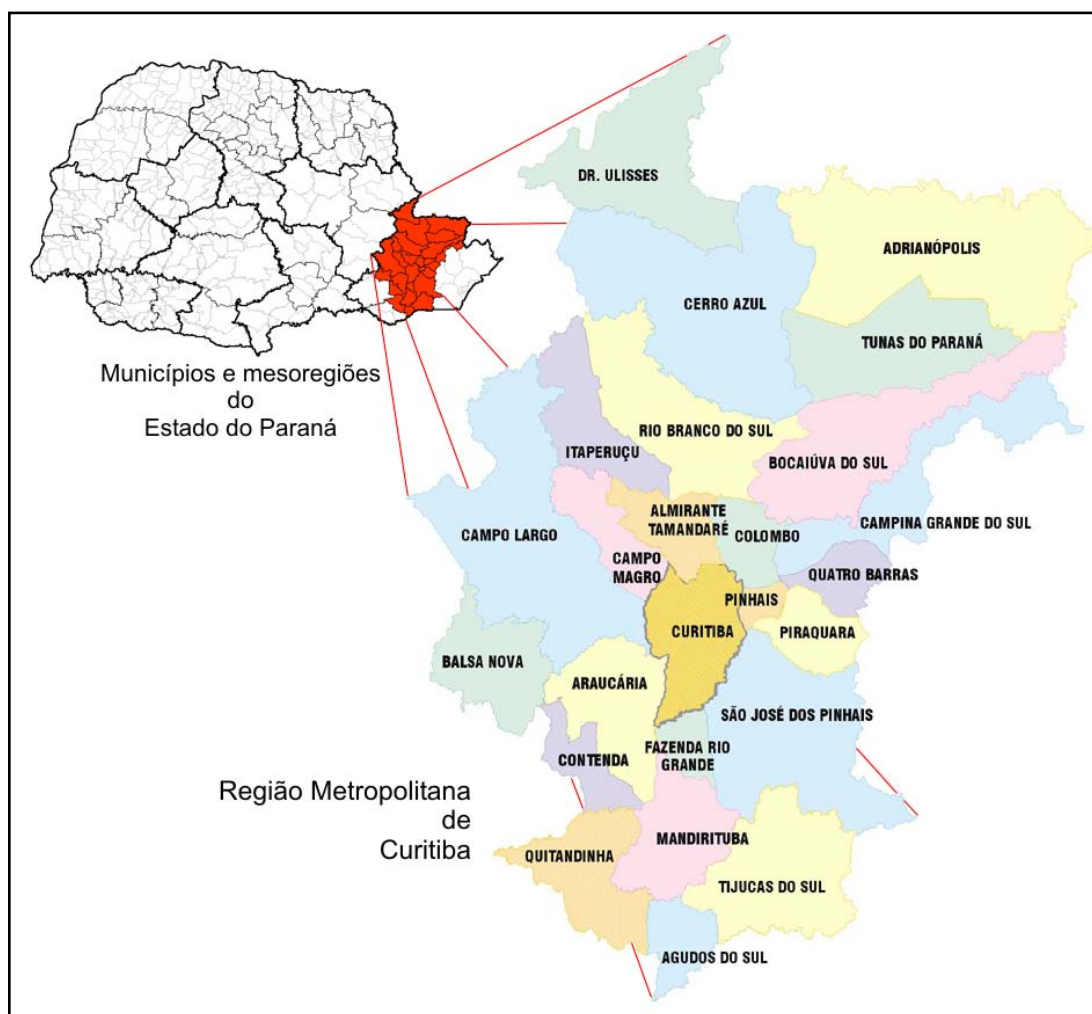 DR. ULISSES
ADRIANÓPOLIS
CERRO AZUL
TUNAS DO PARANÁ
Municípios e mesoregiões
do
Estado do Paraná
RIO BRANCO DO SUL
ITAPERUÇU
BOCAIÚVA DO SUL
ALMIRANTE
TAMANDARÉ
CAMPINA GRANDE DO SUL
CAMPO LARGO
COLOMBO
CAMPO
MAGRO
QUATRO BARRAS
PINHAIS
CURITIBA
PIRAQUARA
BALSA NOVA
ARAUCÁRIA
SÃO JOSÉ DOS PINHAIS
FAZENDA RIO
GRANDE
CONTENDA
Região Metropolitana
de
Curitiba
MANDIRITUBA
QUITANDINHA
TIJUCAS DO SUL
AGUDOS DO SUL